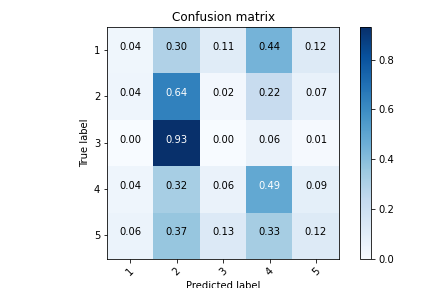 Confusion matrix
1 0.04 0.30 0.11 0.44 0.12
2 0.04 0.64 0.02 0.22 0.07
3 0.00 0.93 0.00 0.06 0.01
4 0.04 0.32 0.06 0.49 0.09
5 0.06 0.37 0.13 0.33 0.12
1 2 3 4 5
True label
Predicted label
0.8
0.6
0.4
0.2
0.0